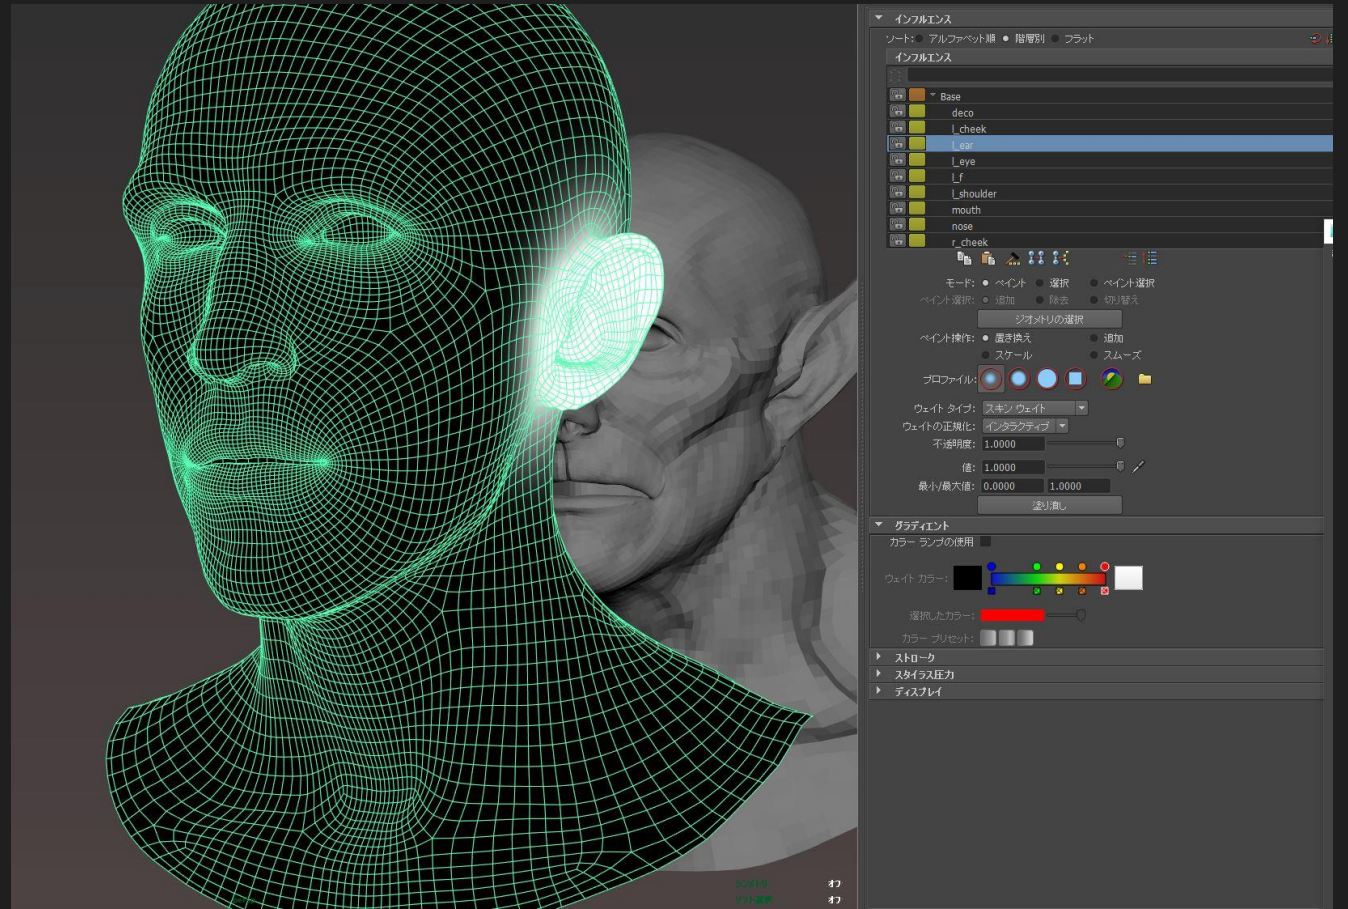 インフルエンス
ソート: アルファベット順 階層別 フラット
インフルエンス
Base
deco
l_cheek
l_ear
l_eye
l_f
l_shoulder
mouth
nose
r_cheek
モード: ペイント 選択 ペイント選択
ペイント選択: 追加 除去 切り替え
ジオメトリの選択
ペイント操作: 置き換え 追加
スケール スムーズ
プロファイル:
ウェイト タイプ: スキン ウェイト
ウェイトの正規化: インタラクティブ
不透明度: 1.0000
値: 1.0000
最小/最大値: 0.0000 1.0000
塗り潰し
グラディエント
カラー ランプの使用
ウェイト カラー:
選択したカラー:
カラー プリセット:
ストローク
スタイラス圧力
ディスプレイ
シンメトリ: オフ
ソフト選択: オフ